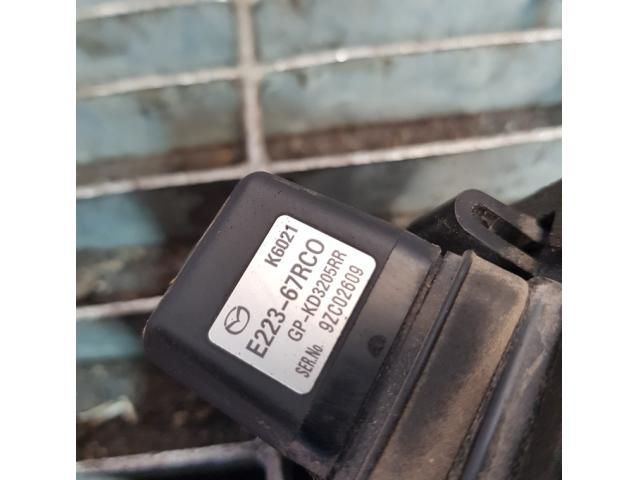 K6021
E223-67RC0
GP-KD3205RR
SER.No. 9ZC02609